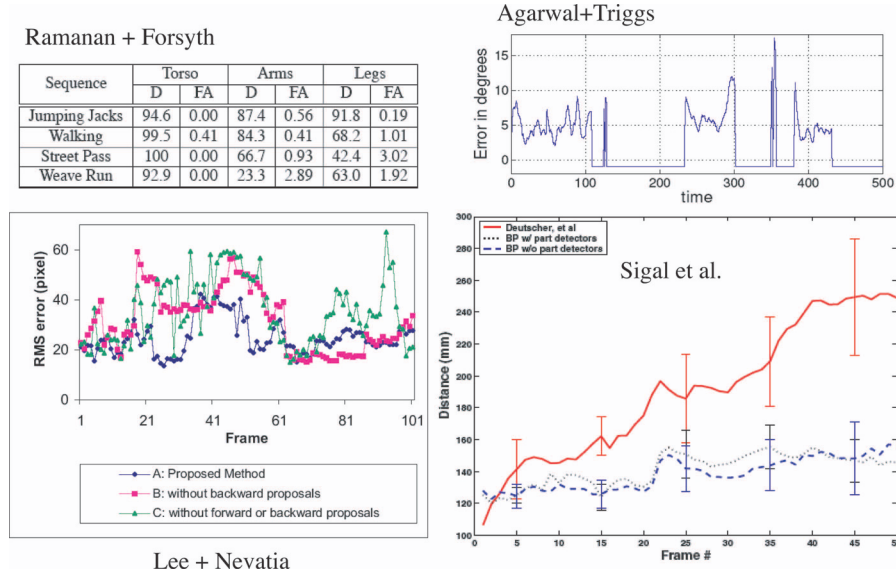 Ramanan + Forsyth
Sequence Torso Arms Legs
D FA D FA D FA
Jumping Jacks 94.6 0.00 87.4 0.56 91.8 0.19
Walking 99.5 0.41 84.3 0.41 68.2 1.01
Street Pass 100 0.00 66.7 0.93 42.4 3.02
Weave Run 92.9 0.00 23.3 2.89 63.0 1.92
Agarwal+Triggs
Error in degrees
15
10
5
0
0 100 200 300 400 500
time
RMS error (pixel)
60
40
20
0
1 21 41 61 81 101
Frame
A: Proposed Method
B: without backward proposals
C: without forward or backward proposals
Lee + Nevatia
Deutscher, et al
BP w/ part detectors
BP w/o part detectors
Sigal et al.
Distance (mm)
300
280
260
240
220
200
180
160
140
120
100
5 15 25 35 45
Frame #